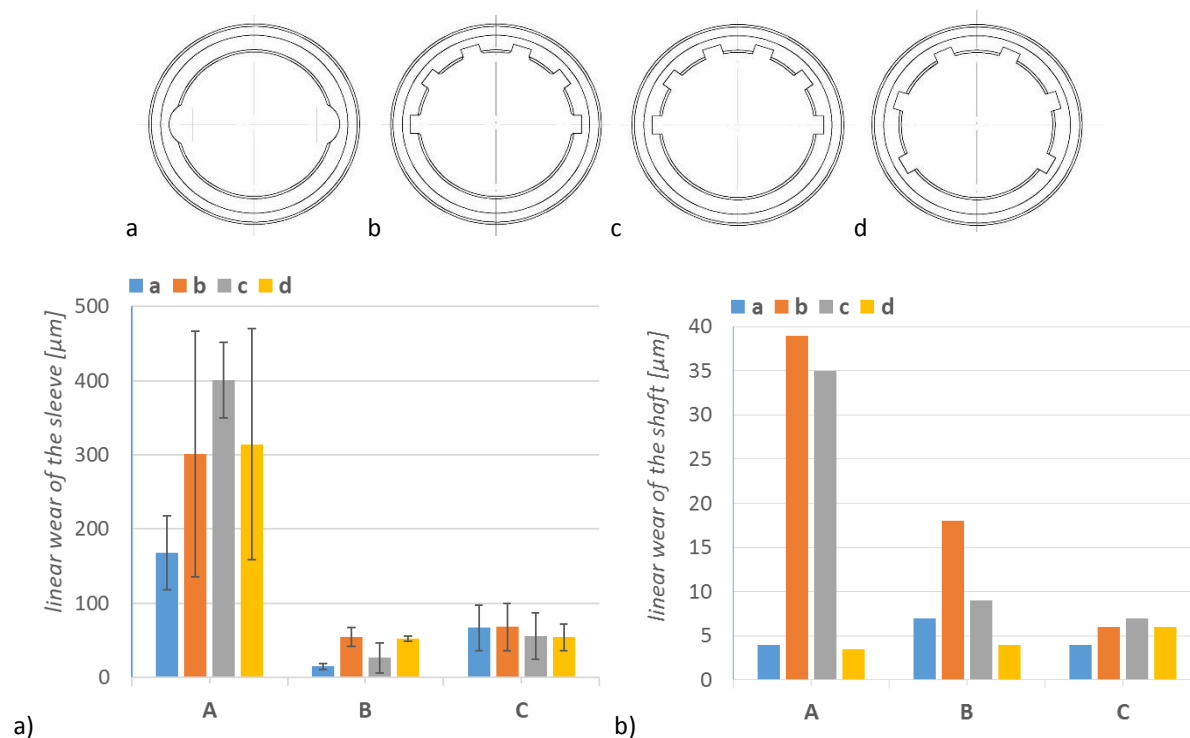 a b c d
a b c d
linear wear of the sleeve [µm]
500
400
300
200
100
0
A B C
a)
a b c d
linear wear of the shaft [µm]
40
35
30
25
20
15
10
5
0
A B C
b)